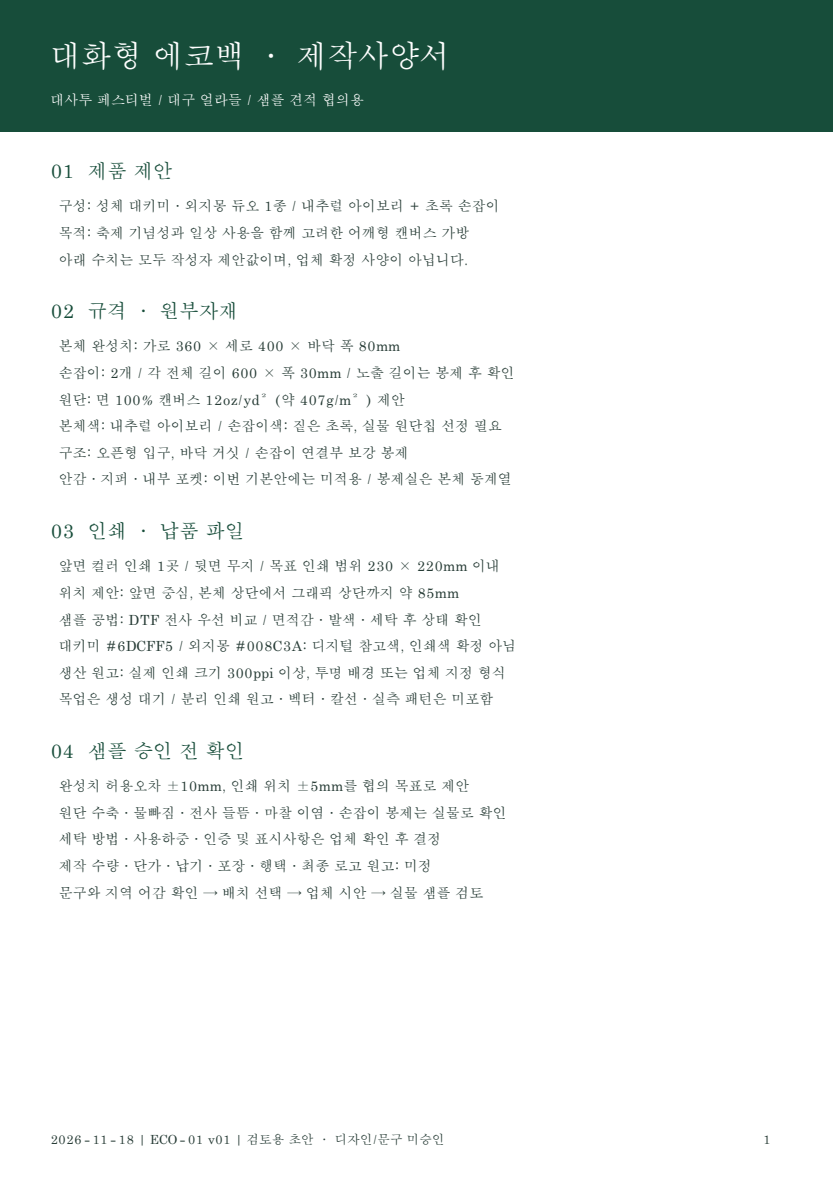 대화형 에코백 · 제작사양서
대사투 페스티벌 / 대구 얼라들 / 샘플 견적 협의용
01 제품 제안
구성: 성체 대키미 · 외지몽 듀오 1종 / 내추럴 아이보리 + 초록 손잡이
목적: 축제 기념성과 일상 사용을 함께 고려한 어깨형 캔버스 가방
아래 수치는 모두 작성자 제안값이며, 업체 확정 사양이 아닙니다.
02 규격 · 원부자재
본체 완성치: 가로 360 × 세로 400 × 바닥 폭 80mm
손잡이: 2개 / 각 전체 길이 600 × 폭 30mm / 노출 길이는 봉제 후 확인
원단: 면 100% 캔버스 12oz/yd² (약 407g/m² ) 제안
본체색: 내추럴 아이보리 / 손잡이색: 짙은 초록, 실물 원단칩 선정 필요
구조: 오픈형 입구, 바닥 거싯 / 손잡이 연결부 보강 봉제
안감 · 지퍼 · 내부 포켓: 이번 기본안에는 미적용 / 봉제실은 본체 동계열
03 인쇄 · 납품 파일
앞면 컬러 인쇄 1곳 / 뒷면 무지 / 목표 인쇄 범위 230 × 220mm 이내
위치 제안: 앞면 중심, 본체 상단에서 그래픽 상단까지 약 85mm
샘플 공법: DTF 전사 우선 비교 / 면적감 · 발색 · 세탁 후 상태 확인
대키미 #6DCFF5 / 외지몽 #008C3A: 디지털 참고색, 인쇄색 확정 아님
생산 원고: 실제 인쇄 크기 300ppi 이상, 투명 배경 또는 업체 지정 형식
목업은 생성 대기 / 분리 인쇄 원고 · 벡터 · 칼선 · 실측 패턴은 미포함
04 샘플 승인 전 확인
완성치 허용오차 ±10mm, 인쇄 위치 ±5mm를 협의 목표로 제안
원단 수축 · 물빠짐 · 전사 들뜸 · 마찰 이염 · 손잡이 봉제는 실물로 확인
세탁 방법 · 사용하중 · 인증 및 표시사항은 업체 확인 후 결정
제작 수량 · 단가 · 납기 · 포장 · 행택 · 최종 로고 원고: 미정
문구와 지역 어감 확인 → 배치 선택 → 업체 시안 → 실물 샘플 검토
2026-11-18 | ECO-01 v01 | 검토용 초안 · 디자인/문구 미승인
1